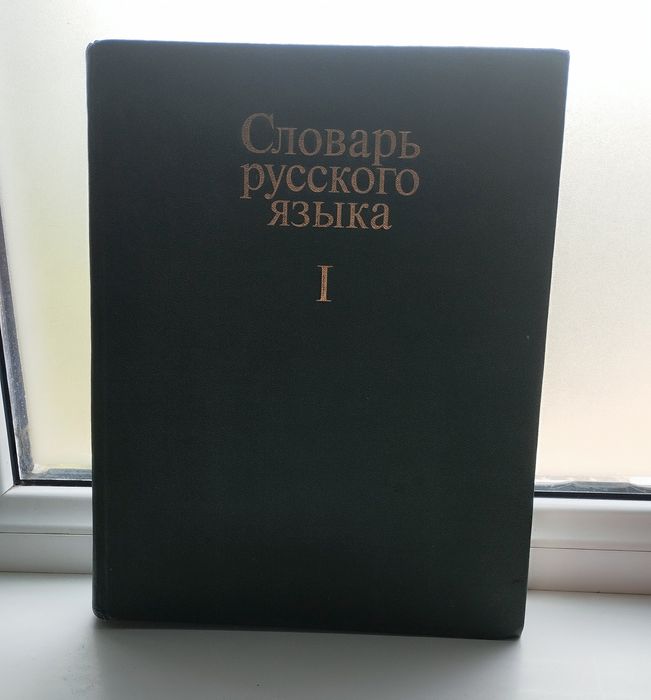 Словарь
русского
языка
I